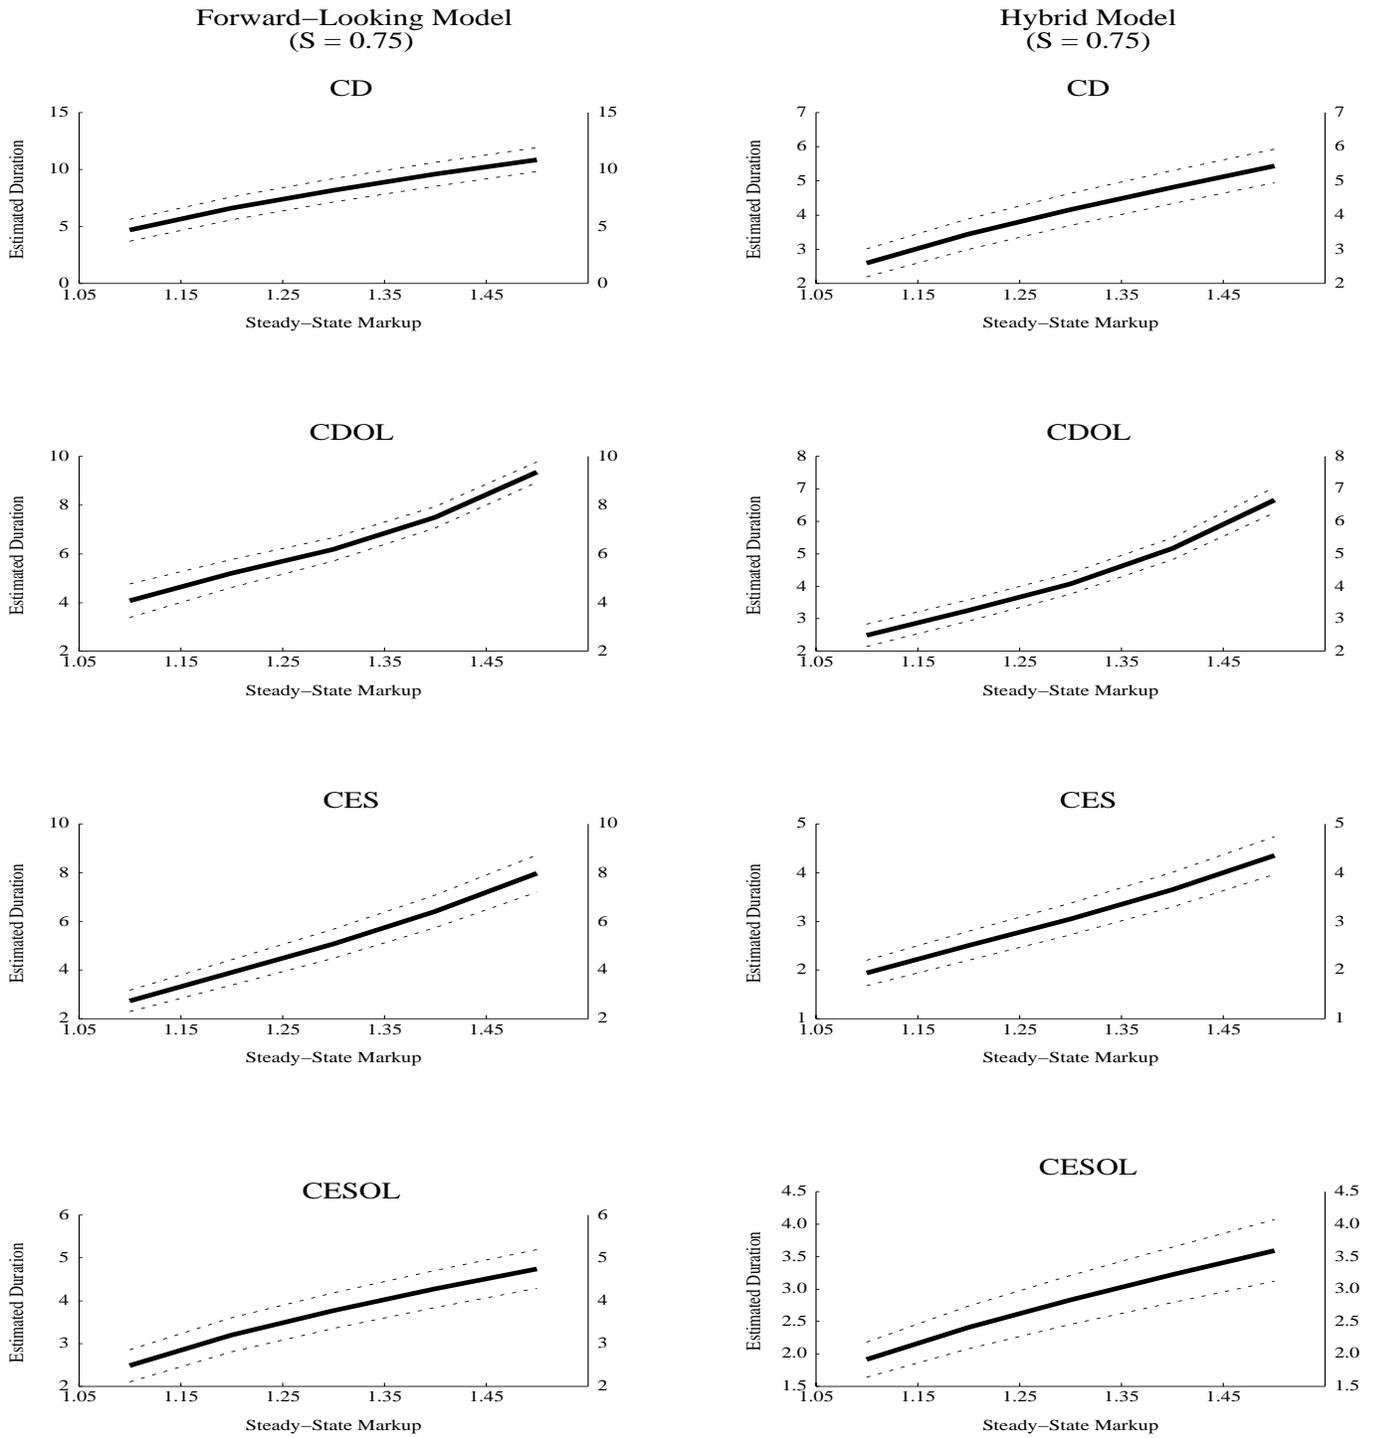 Forward–Looking Model
(S = 0.75)
Hybrid Model
(S = 0.75)
CD
Estimated Duration
15
10
5
0
15
10
5
0
1.05 1.15 1.25 1.35 1.45
Steady–State Markup
CD
Estimated Duration
7
6
5
4
3
2
7
6
5
4
3
2
1.05 1.15 1.25 1.35 1.45
Steady–State Markup
CDOL
Estimated Duration
10
8
6
4
2
10
8
6
4
2
1.05 1.15 1.25 1.35 1.45
Steady–State Markup
CDOL
Estimated Duration
8
7
6
5
4
3
2
8
7
6
5
4
3
2
1.05 1.15 1.25 1.35 1.45
Steady–State Markup
CES
Estimated Duration
10
8
6
4
2
10
8
6
4
2
1.05 1.15 1.25 1.35 1.45
Steady–State Markup
CES
Estimated Duration
5
4
3
2
1
5
4
3
2
1
1.05 1.15 1.25 1.35 1.45
Steady–State Markup
CESOL
Estimated Duration
6
5
4
3
2
6
5
4
3
2
1.05 1.15 1.25 1.35 1.45
Steady–State Markup
CESOL
Estimated Duration
4.5
4.0
3.5
3.0
2.5
2.0
1.5
4.5
4.0
3.5
3.0
2.5
2.0
1.5
1.05 1.15 1.25 1.35 1.45
Steady–State Markup